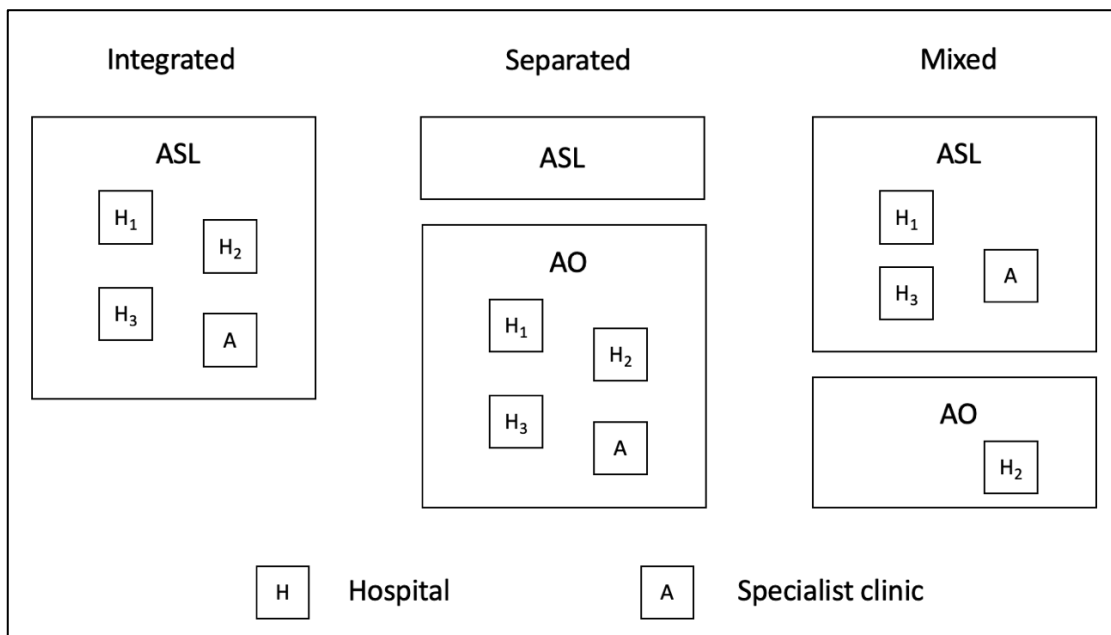 Integrated
Separated
Mixed
ASL
H₁
H₂
H₃
A
ASL
AO
H₁
H₂
H₃
A
ASL
H₁
A
H₃
AO
H₂
H Hospital
A Specialist clinic